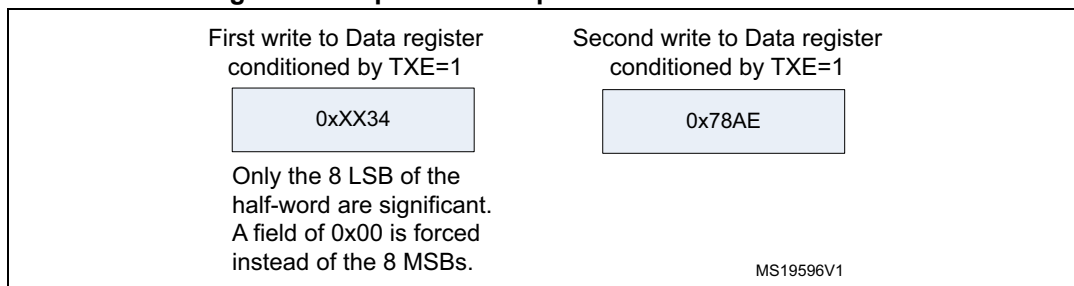 First write to Data register
conditioned by TXE=1
0xXX34
Only the 8 LSB of the
half-word are significant.
A field of 0x00 is forced
instead of the 8 MSBs.
Second write to Data register
conditioned by TXE=1
0x78AE
MS19596V1